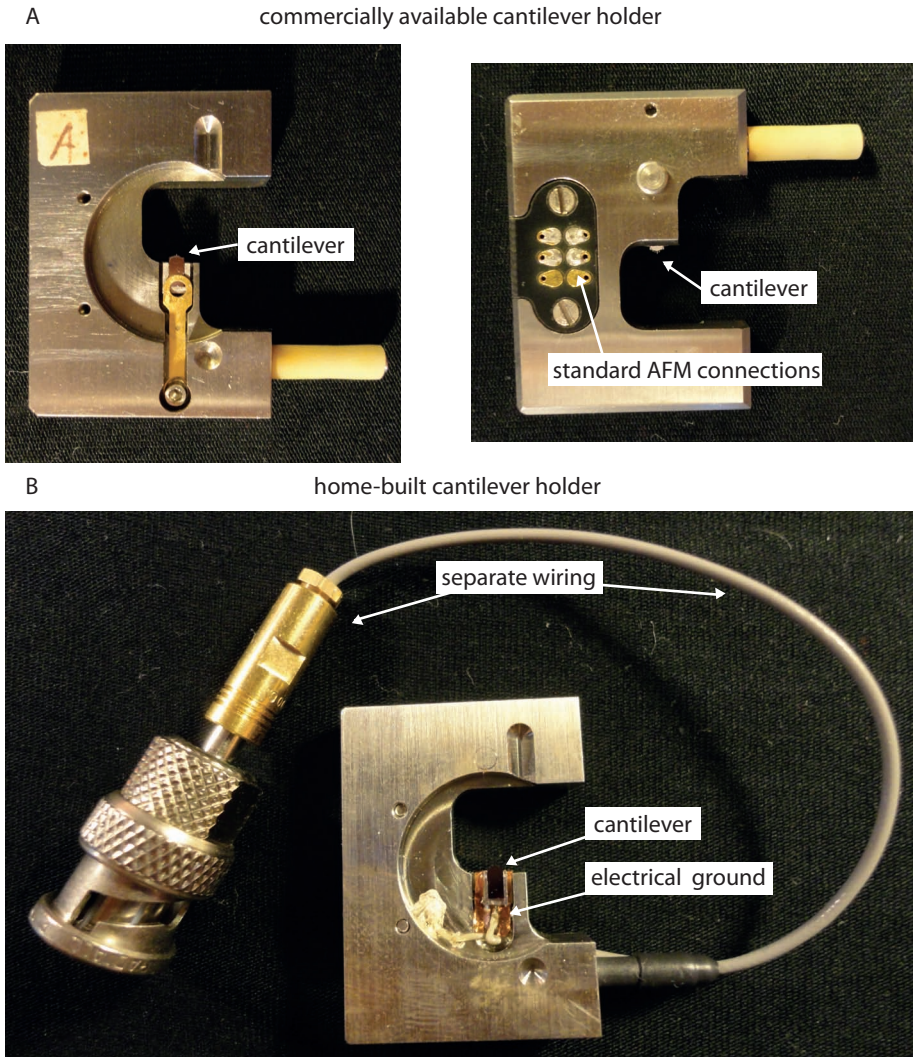 A
commercially available cantilever holder
A
cantilever
cantilever
standard AFM connections
B
home-built cantilever holder
separate wiring
cantilever
electrical ground